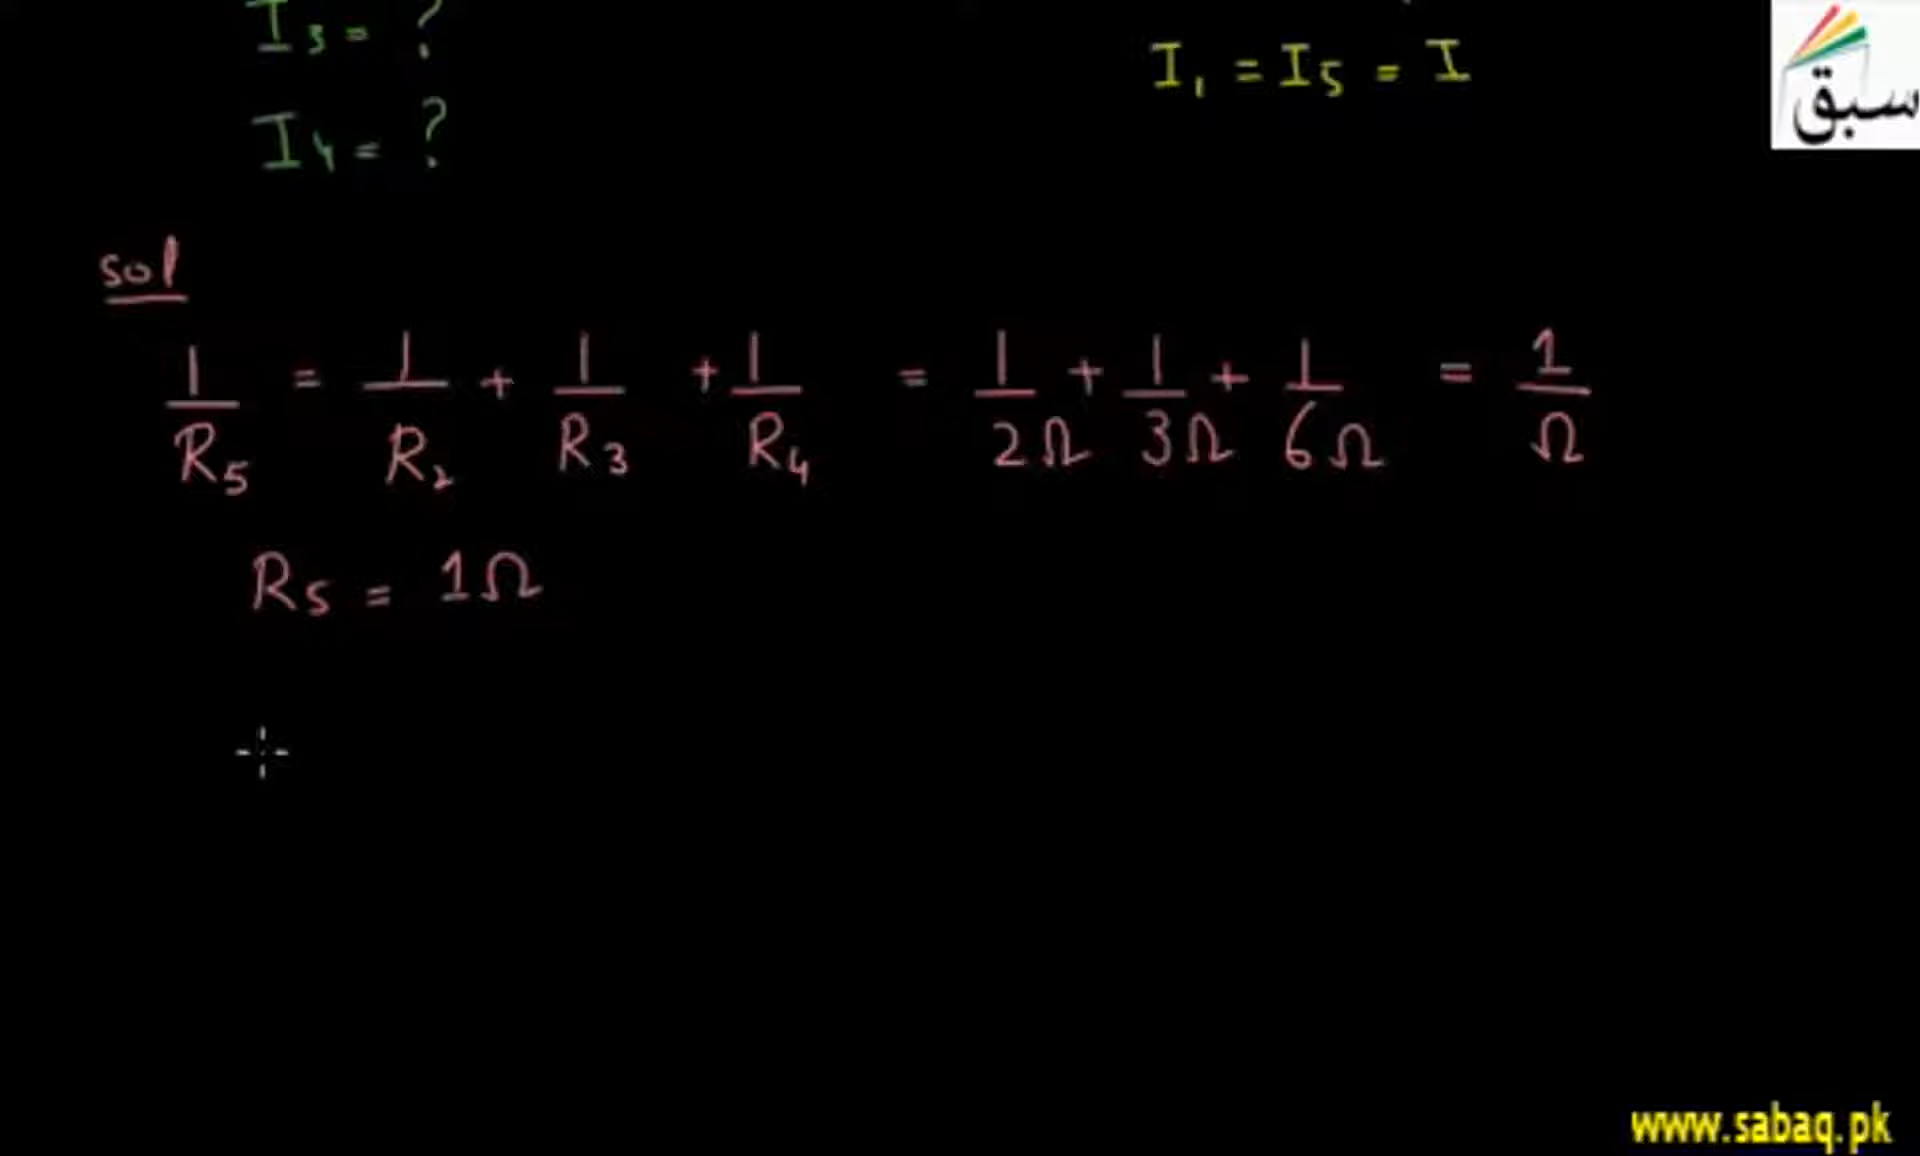 I₃ = ?
I₁ = I₅ = I
سبق
I₄ = ?
sol
1/R₅ = 1/R₂ + 1/R₃ + 1/R₄ = 1/2Ω + 1/3Ω + 1/6Ω = 1/Ω
R₅ = 1Ω
www.sabaq.pk